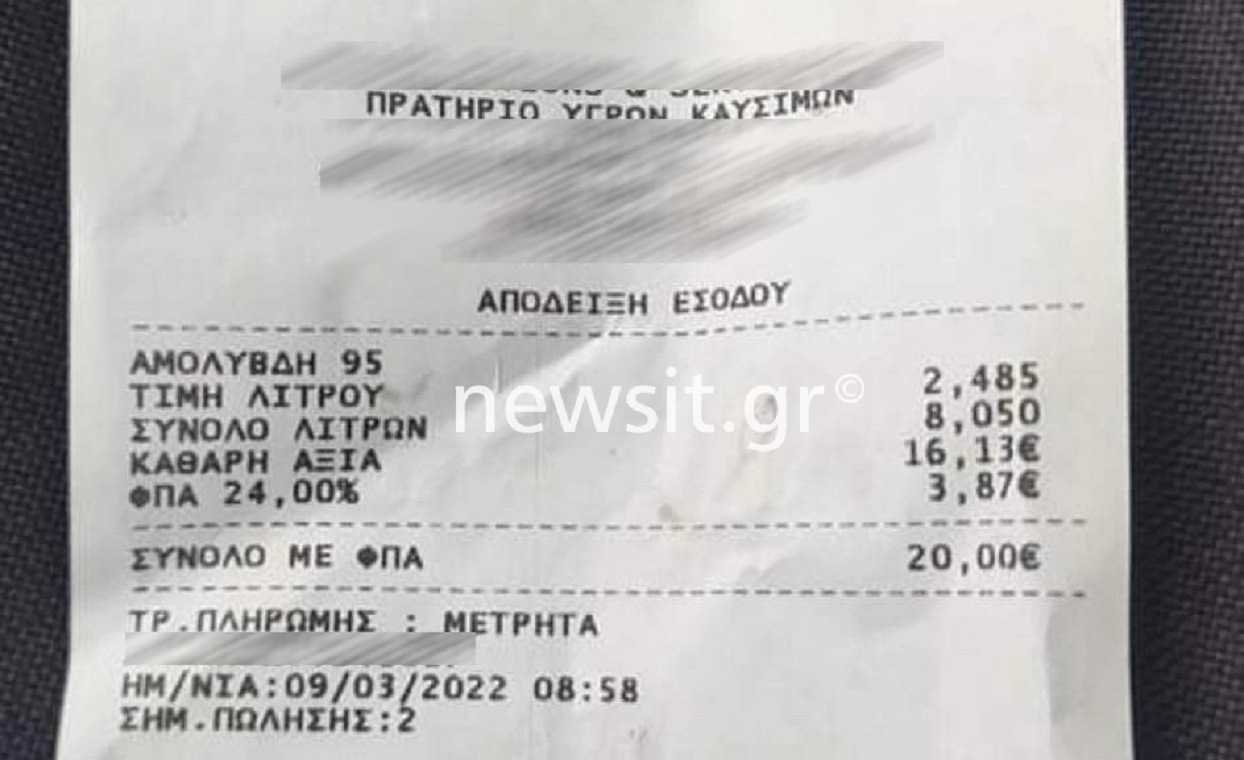 ΠΡΑΤΗΡΙΟ ΥΓΡΩΝ ΚΑΥΣΙΜΩΝ
ΑΠΟΔΕΙΞΗ ΕΣΟΔΟΥ
ΑΜΟΛΥΒΔΗ 95
ΤΙΜΗ ΛΙΤΡΟΥ 2,485
ΣΥΝΟΛΟ ΛΙΤΡΩΝ 8,050
ΚΑΘΑΡΗ ΑΞΙΑ 16,13€
ΦΠΑ 24,00% 3,87€
newsit.gr©
ΣΥΝΟΛΟ ΜΕ ΦΠΑ 20,00€
ΤΡ.ΠΛΗΡΩΜΗΣ : ΜΕΤΡΗΤΑ
ΗΜ/ΝΙΑ:09/03/2022 08:58
ΣΗΜ.ΠΩΛΗΣΗΣ:2